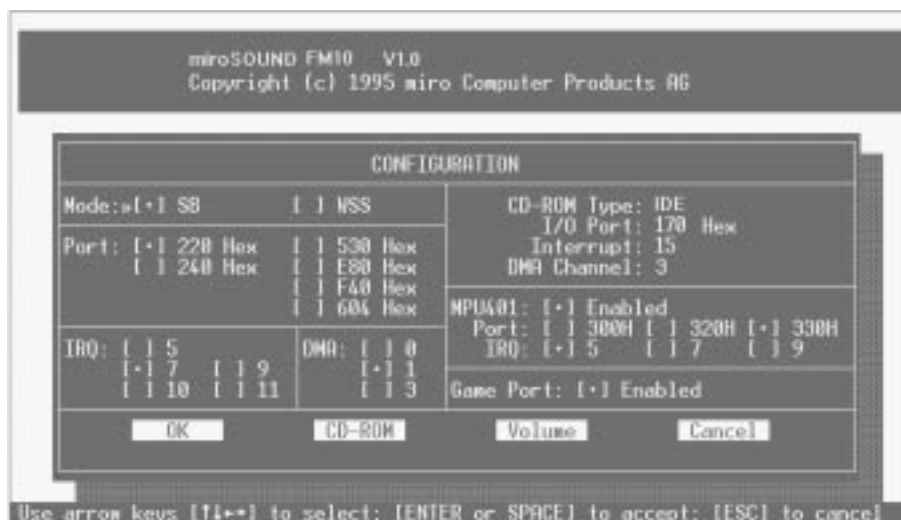 miroSOUND FM10 V1.0
Copyright (c) 1995 miro Computer Products AG
CONFIGURATION
Mode:»[•] SB [ ] WSS
Port: [•] 220 Hex [ ] 530 Hex
[ ] 240 Hex [ ] E80 Hex
[ ] F40 Hex
[ ] 604 Hex
IRQ: [ ] 5
[•] 7 [ ] 9
[ ] 10 [ ] 11
DMA: [ ] 0
[•] 1
[ ] 3
CD-ROM Type: IDE
I/O Port: 170 Hex
Interrupt: 15
DMA Channel: 3
MPU401: [•] Enabled
Port: [ ] 300H [ ] 320H [•] 330H
IRQ: [•] 5 [ ] 7 [ ] 9
Game Port: [•] Enabled
OK CD-ROM Volume Cancel
Use arrow keys [↑↓←→] to select; [ENTER or SPACE] to accept; [ESC] to cancel